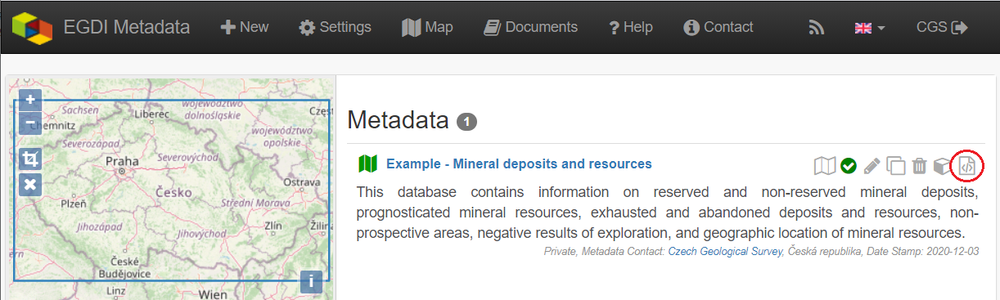 EGDI Metadata New Settings Map Documents ? Help Contact CGS
+
−
i
Sachsen
Chemnitz
Liberec
województwo
dolnośląskie
Częst
Severozápad
województwo
opolskie
Praha
Severovýchod
Plzeň
Česko
Ostrava
Střední Morava
Jihozápad
Jihovýchod
Zlín
Žilina
České
Budějovice
Linz
Wien
Metadata 1
Example - Mineral deposits and resources
This database contains information on reserved and non-reserved mineral deposits,
prognosticated mineral resources, exhausted and abandoned deposits and resources, non-
prospective areas, negative results of exploration, and geographic location of mineral resources.
Private, Metadata Contact: Czech Geological Survey, Česká republika, Date Stamp: 2020-12-03